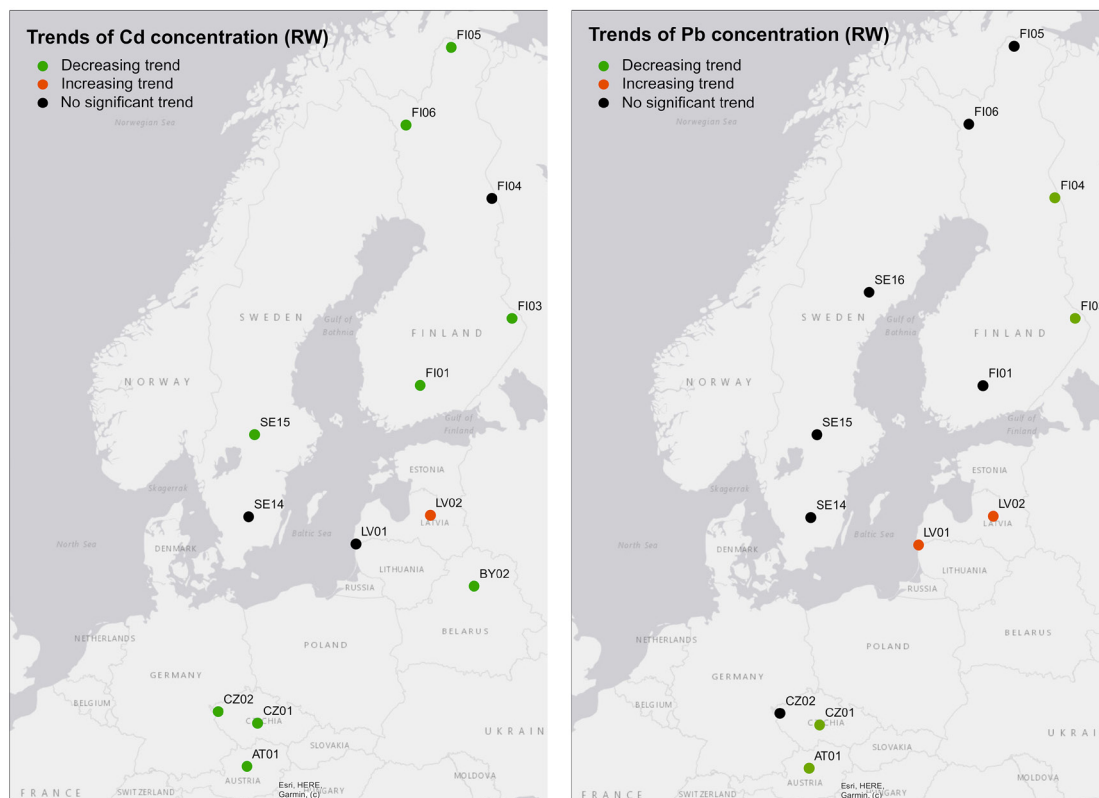 Trends of Cd concentration (RW)
Decreasing trend
Increasing trend
No significant trend
FI05
Norwegian Sea
FI06
FI04
FI03
SWEDEN
Gulf of
Bothnia
FINLAND
NORWAY
FI01
Gulf of
Finland
SE15
ESTONIA
Skagerrak
SE14
LV02
LATVIA
Baltic Sea
LV01
North Sea
DENMARK
LITHUANIA
BY02
RUSSIA
BELARUS
NETHERLANDS
POLAND
GERMANY
BELGIUM
CZ02
CZ01
CZECHIA
UKRAIN
SLOVAKIA
AT01
AUSTRIA
MOLDOVA
Esri, HERE,
Garmin, (c)
HUNGARY
FRANCE
SWITZERLAND
Trends of Pb concentration (RW)
Decreasing trend
Increasing trend
No significant trend
FI05
Norwegian Sea
FI06
FI04
SE16
FI03
SWEDEN
Gulf of
Bothnia
FINLAND
NORWAY
FI01
Gulf of
Finland
SE15
ESTONIA
Skagerrak
SE14
LV02
LATVIA
Baltic Sea
LV01
North Sea
DENMARK
LITHUANIA
RUSSIA
BELARUS
NETHERLANDS
POLAND
GERMANY
BELGIUM
CZ02
CZ01
CZECHIA
UKRAIN
SLOVAKIA
AT01
AUSTRIA
MOLDOVA
Esri, HERE,
Garmin, (c)
HUNGARY
FRANCE
SWITZERLAND